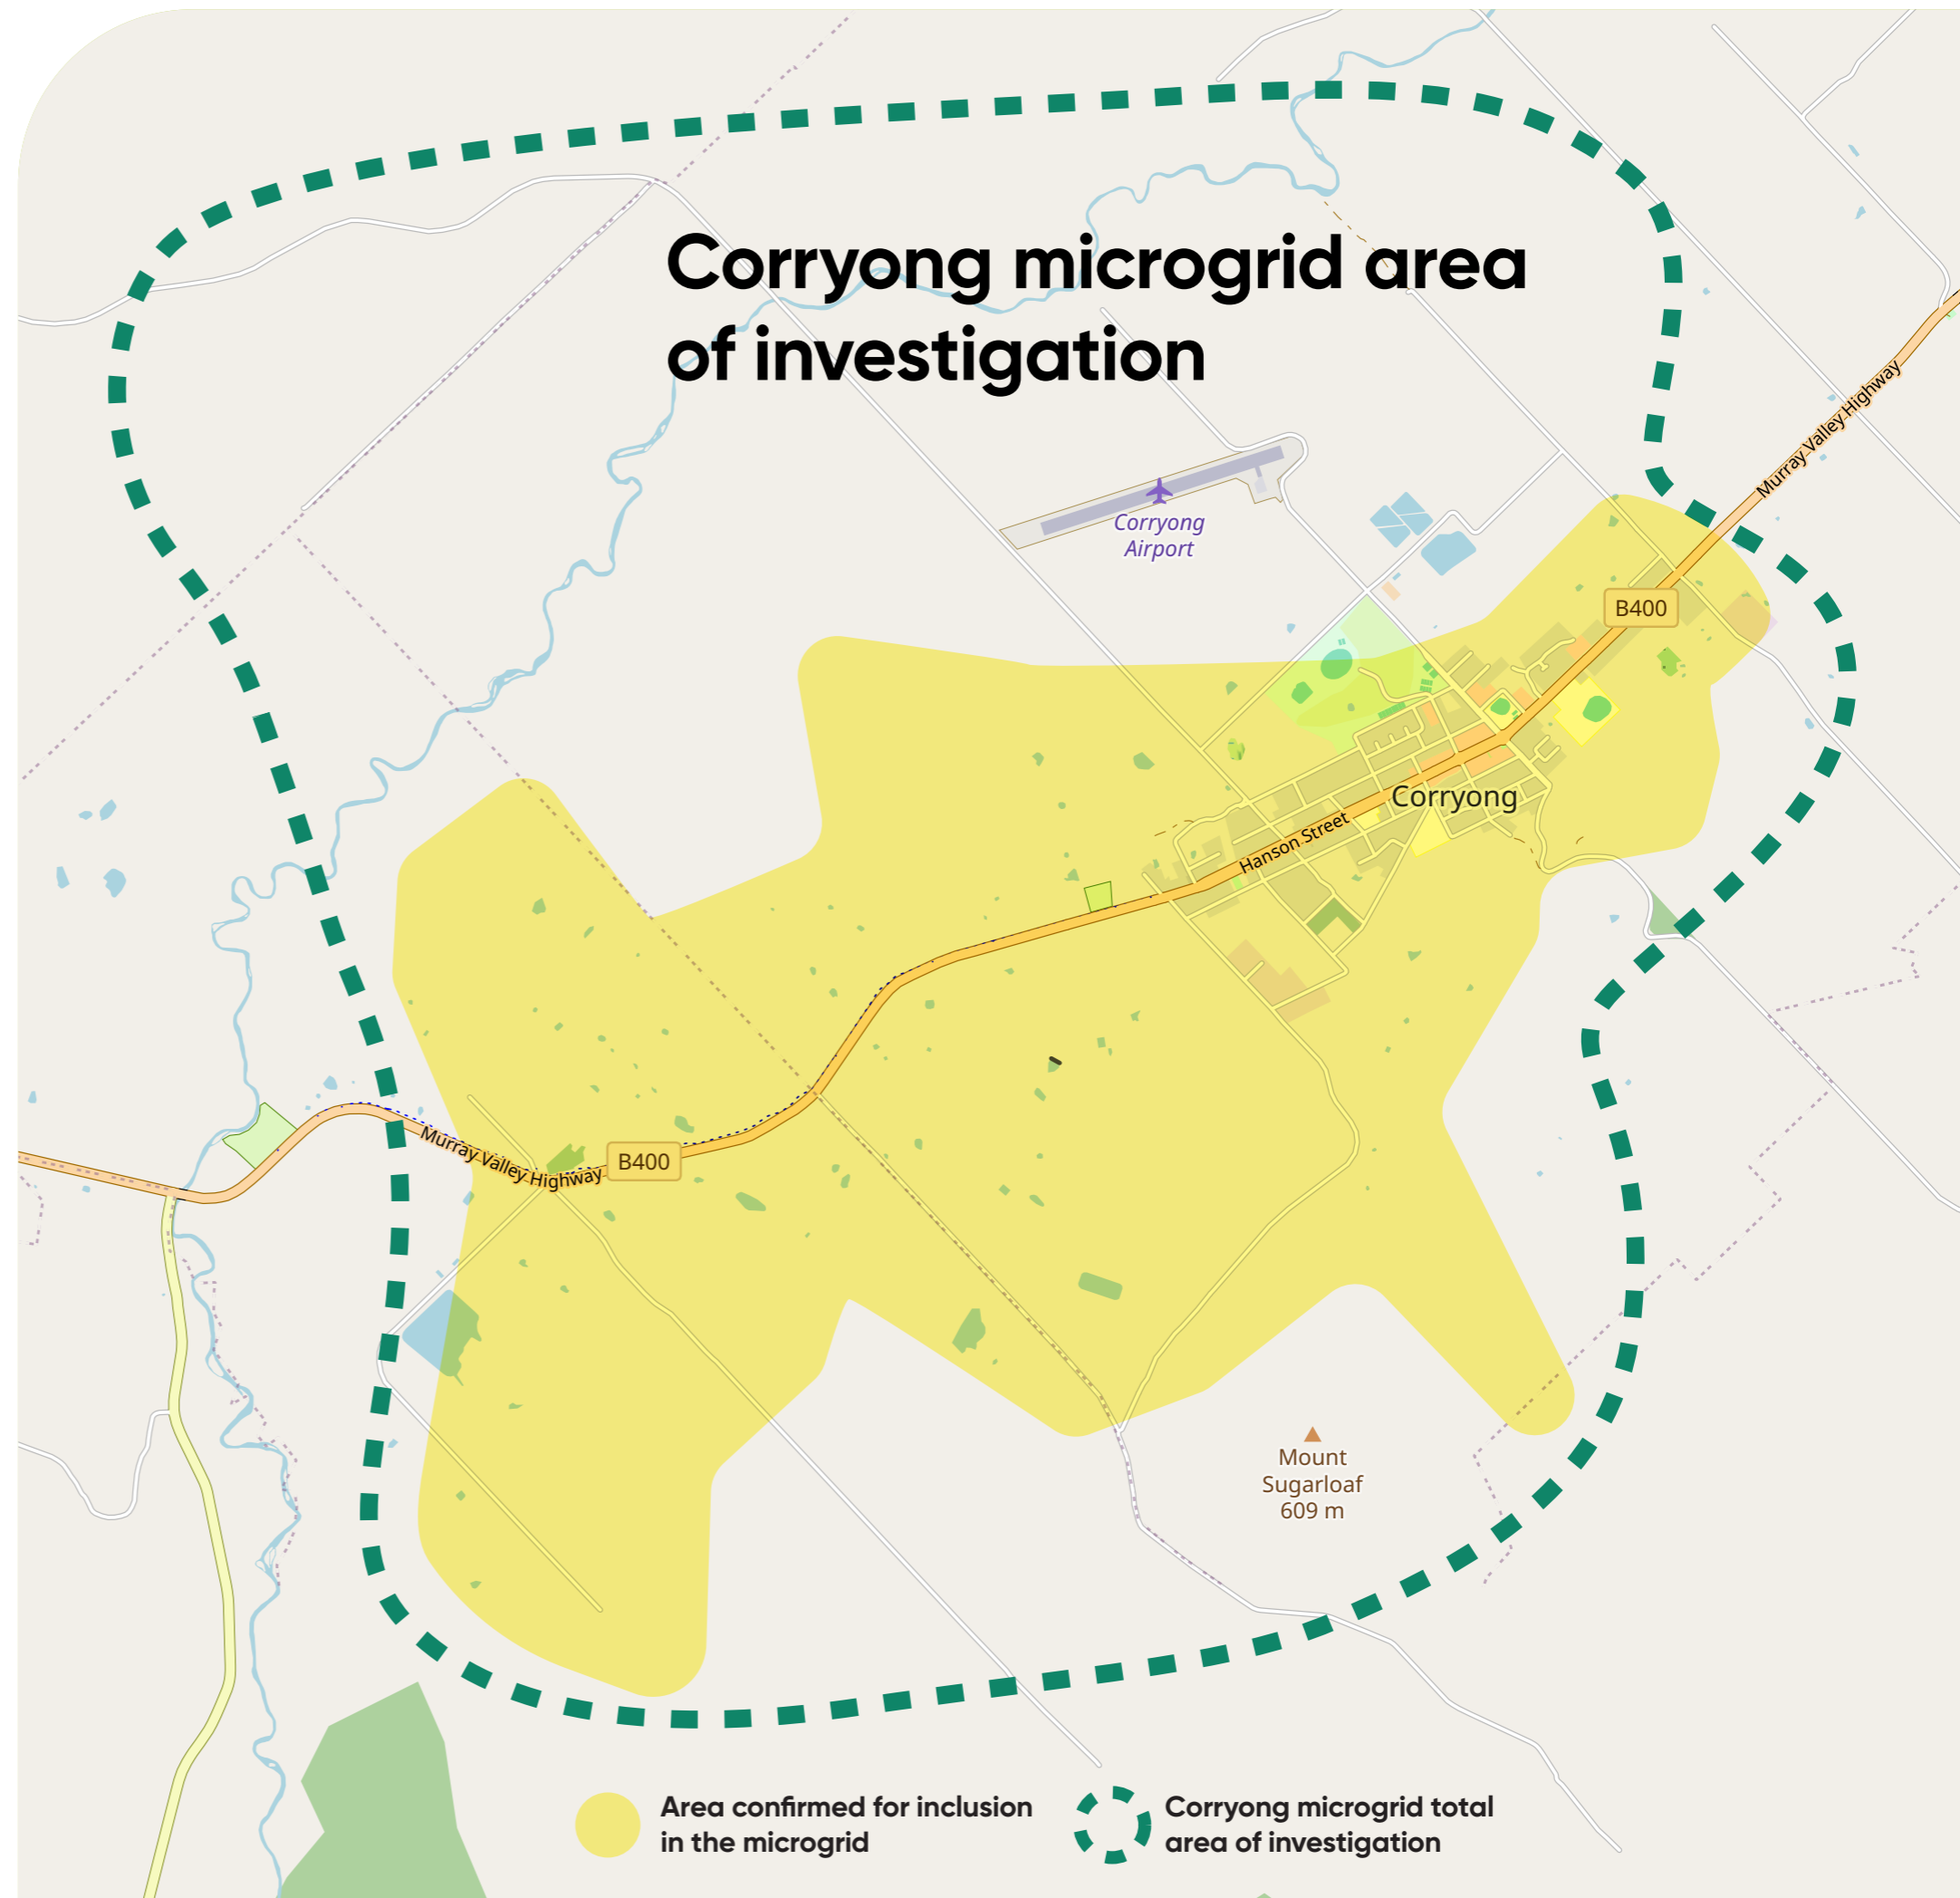 Corryong microgrid area
of investigation
Murray Valley Highway
Corryong
Airport
B400
Corryong
Hanson Street
Murray Valley Highway
B400
Mount
Sugarloaf
609 m
Area confirmed for inclusion
in the microgrid
Corryong microgrid total
area of investigation